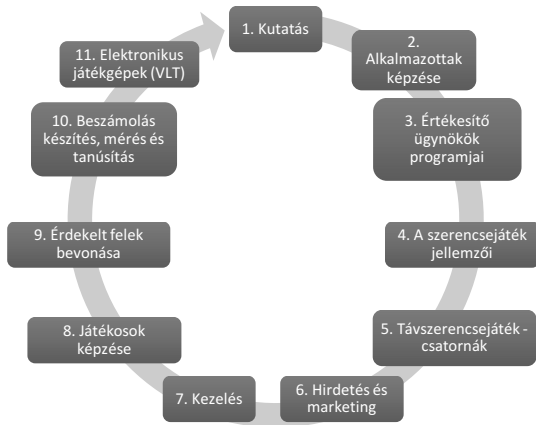 1. Kutatás
2.
Alkalmazottak
képzése
3. Értékesítő
ügynökök
programjai
4. A szerencsejáték
jellemzői
5. Távszerencsejáték -
csatornák
6. Hirdetés és
marketing
7. Kezelés
8. Játékosok
képzése
9. Érdekelt felek
bevonása
10. Beszámolás
készítés, mérés és
tanúsítás
11. Elektronikus
játékgépek (VLT)